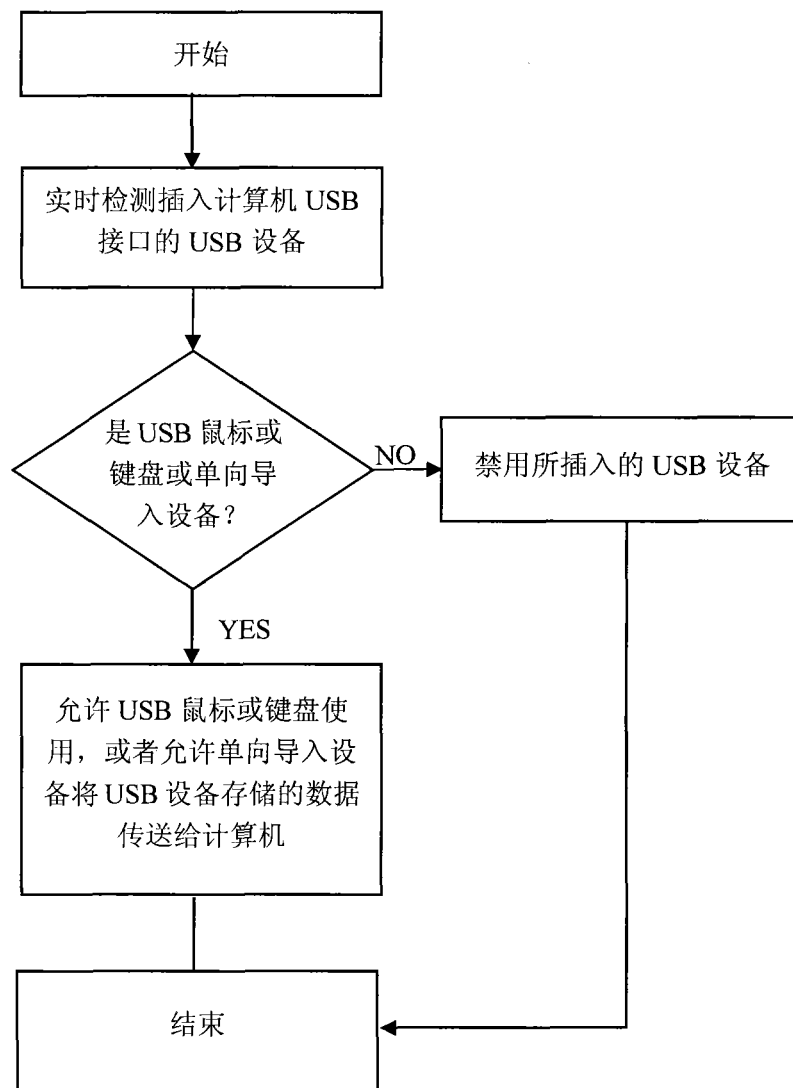 开始
实时检测插入计算机 USB
接口的 USB 设备
是 USB 鼠标或
键盘或单向导
入设备？
NO
禁用所插入的 USB 设备
YES
允许 USB 鼠标或键盘使
用，或者允许单向导入设
备将 USB 设备存储的数据
传送给计算机
结束